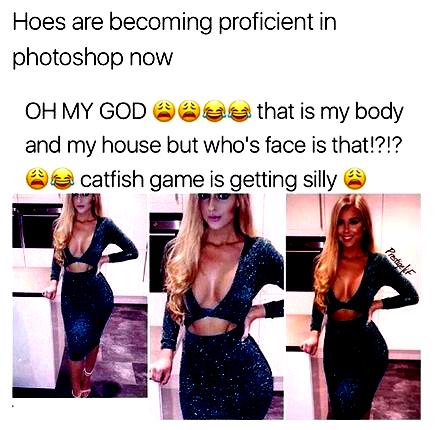 Hoes are becoming proficient in
photoshop now
OH MY GOD 😩😩😂😂 that is my body
and my house but who's face is that!?!?
😩😂 catfish game is getting silly 😩